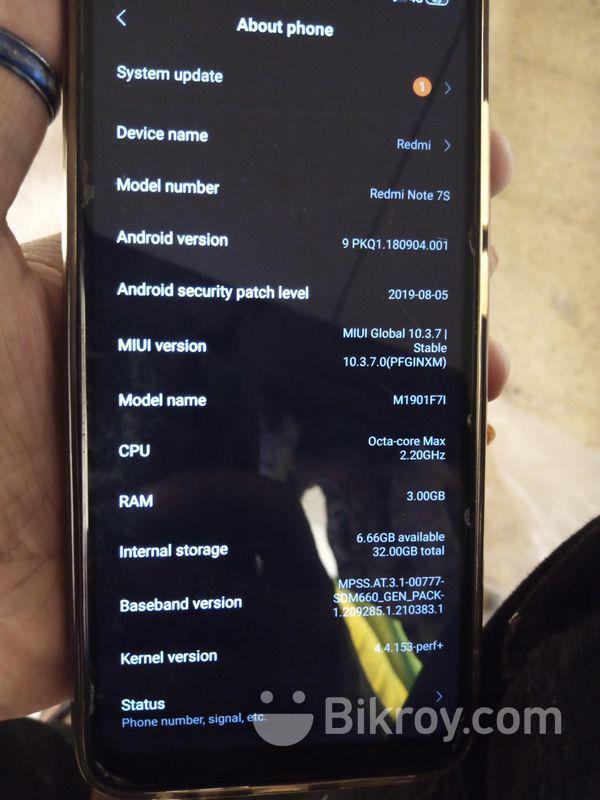 About phone
System update
1
Device name
Redmi
Model number
Redmi Note 7S
Android version
9 PKQ1.180904.001
Android security patch level
2019-08-05
MIUI version
MIUI Global 10.3.7 |
Stable
10.3.7.0(PFGINXM)
Model name
M1901F7I
CPU
Octa-core Max
2.20GHz
RAM
3.00GB
Internal storage
6.66GB available
32.00GB total
Baseband version
MPSS.AT.3.1-00777-
SDM660_GEN_PACK-
1.209285.1.210383.1
Kernel version
4.4.153-perf+
Status
Phone number, signal, etc.
Bikroy.com